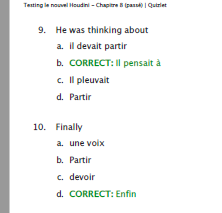 Testing le nouvel Houdini – Chapitre 8 (passé) | Quizlet
9. He was thinking about
a. il devait partir
b. CORRECT: Il pensait à
c. Il pleuvait
d. Partir
10. Finally
a. une voix
b. Partir
c. devoir
d. CORRECT: Enfin